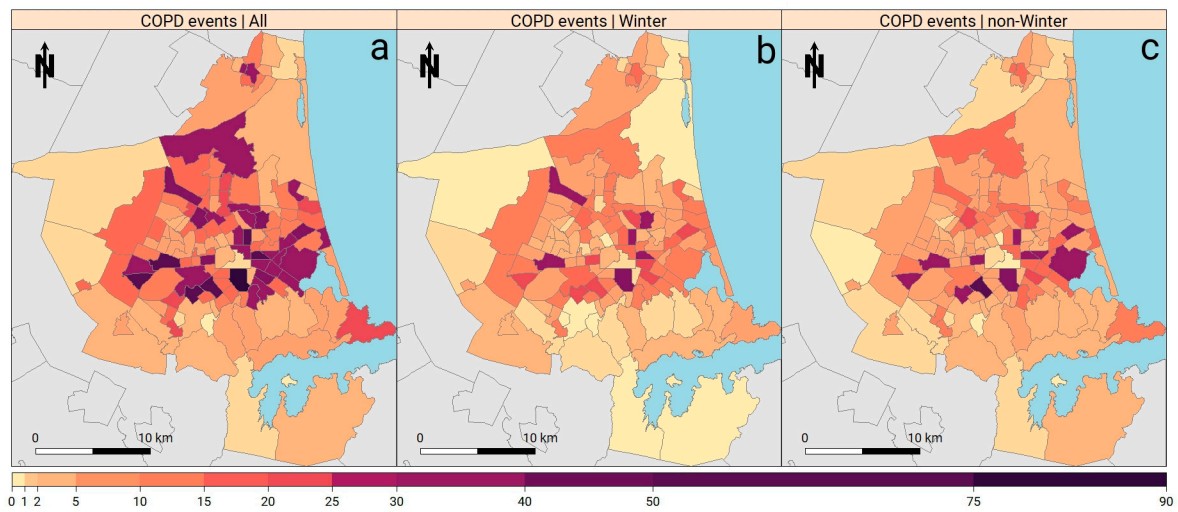 COPD events | All
COPD events | Winter
COPD events | non-Winter
N
a
N
b
N
c
0 10 km
0 10 km
0 10 km
0 1 2 5 10 15 20 25 30 40 50 75 90